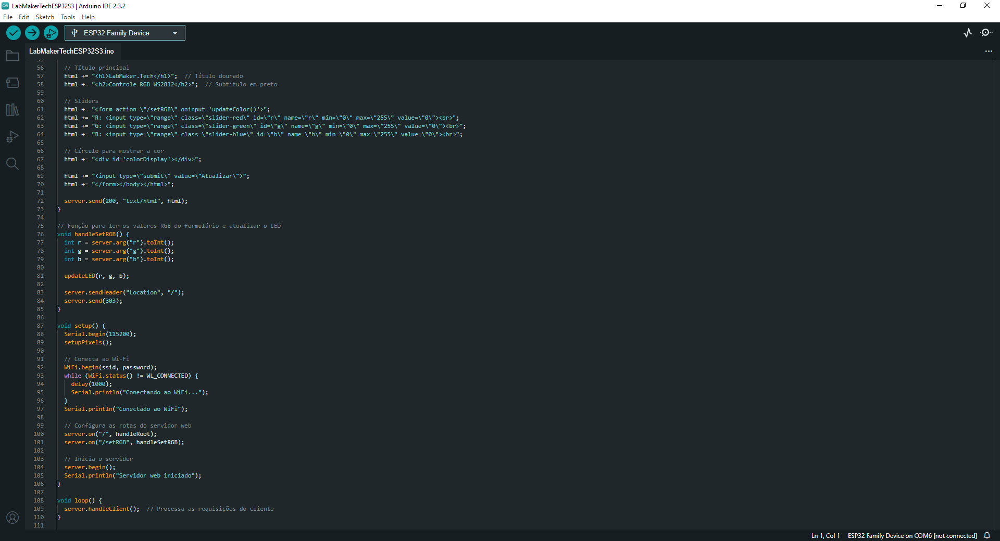 LabMakerTechESP32S3 | Arduino IDE 2.3.2
File Edit Sketch Tools Help
ESP32 Family Device
LabMakerTechESP32S3.ino
56 // Título principal
57 html += "<h1>LabMaker.Tech</h1>"; // Título dourado
58 html += "<h2>Controle RGB WS2812</h2>"; // Subtítulo em preto
59
60 // Sliders
61 html += "<form action=\"/setRGB\" oninput='updateColor()'>";
62 html += "R: <input type=\"range\" class=\"slider-red\" id=\"r\" name=\"r\" min=\"0\" max=\"255\" value=\"0\"><br>";
63 html += "G: <input type=\"range\" class=\"slider-green\" id=\"g\" name=\"g\" min=\"0\" max=\"255\" value=\"0\"><br>";
64 html += "B: <input type=\"range\" class=\"slider-blue\" id=\"b\" name=\"b\" min=\"0\" max=\"255\" value=\"0\"><br>";
65
66 // Círculo para mostrar a cor
67 html += "<div id='colorDisplay'></div>";
68
69 html += "<input type=\"submit\" value=\"Atualizar\">";
70 html += "</form></body></html>";
71
72 server.send(200, "text/html", html);
73 }
74
75 // Função para ler os valores RGB do formulário e atualizar o LED
76 void handleSetRGB() {
77 int r = server.arg("r").toInt();
78 int g = server.arg("g").toInt();
79 int b = server.arg("b").toInt();
80
81 updateLED(r, g, b);
82
83 server.sendHeader("Location", "/");
84 server.send(303);
85 }
86
87 void setup() {
88 Serial.begin(115200);
89 setupPixels();
90
91 // Conecta ao Wi-Fi
92 WiFi.begin(ssid, password);
93 while (WiFi.status() != WL_CONNECTED) {
94 delay(1000);
95 Serial.println("Conectando ao WiFi...");
96 }
97 Serial.println("Conectado ao WiFi");
98
99 // Configura as rotas do servidor web
100 server.on("/", handleRoot);
101 server.on("/setRGB", handleSetRGB);
102
103 // Inicia o servidor
104 server.begin();
105 Serial.println("Servidor web iniciado");
106 }
107
108 void loop() {
109 server.handleClient(); // Processa as requisições do cliente
110 }
111
Ln 1, Col 1 ESP32 Family Device on COM6 [not connected]